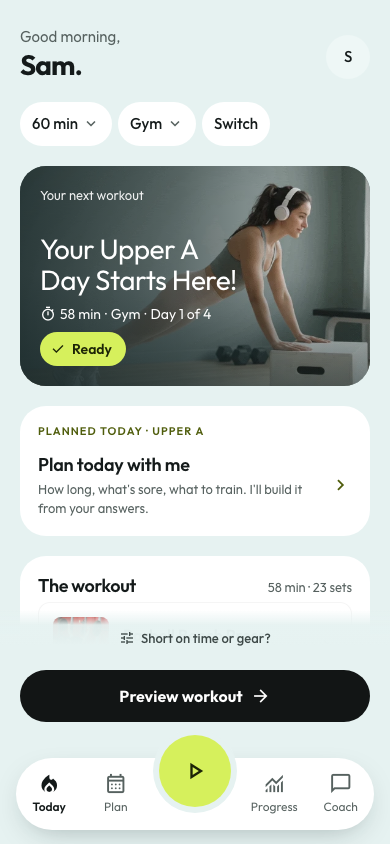 Good morning,
Sam.
S
60 min
Gym
Switch
Your next workout
Your Upper A
Day Starts Here!
58 min · Gym · Day 1 of 4
Ready
PLANNED TODAY · UPPER A
Plan today with me
How long, what's sore, what to train. I'll build it
from your answers.
The workout
58 min · 23 sets
Short on time or gear?
Preview workout
Today
Plan
Progress
Coach